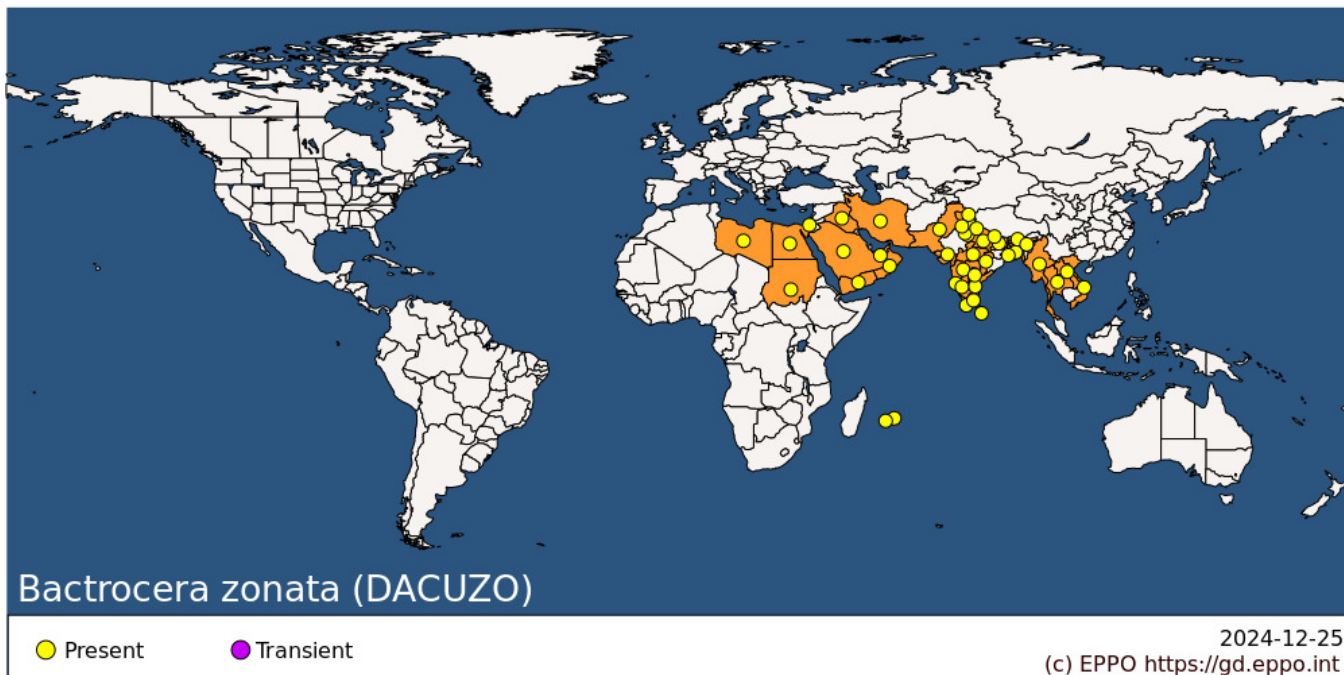 Bactrocera zonata (DACUZO)
Present
Transient
2024-12-25
(c) EPPO https://gd.eppo.int